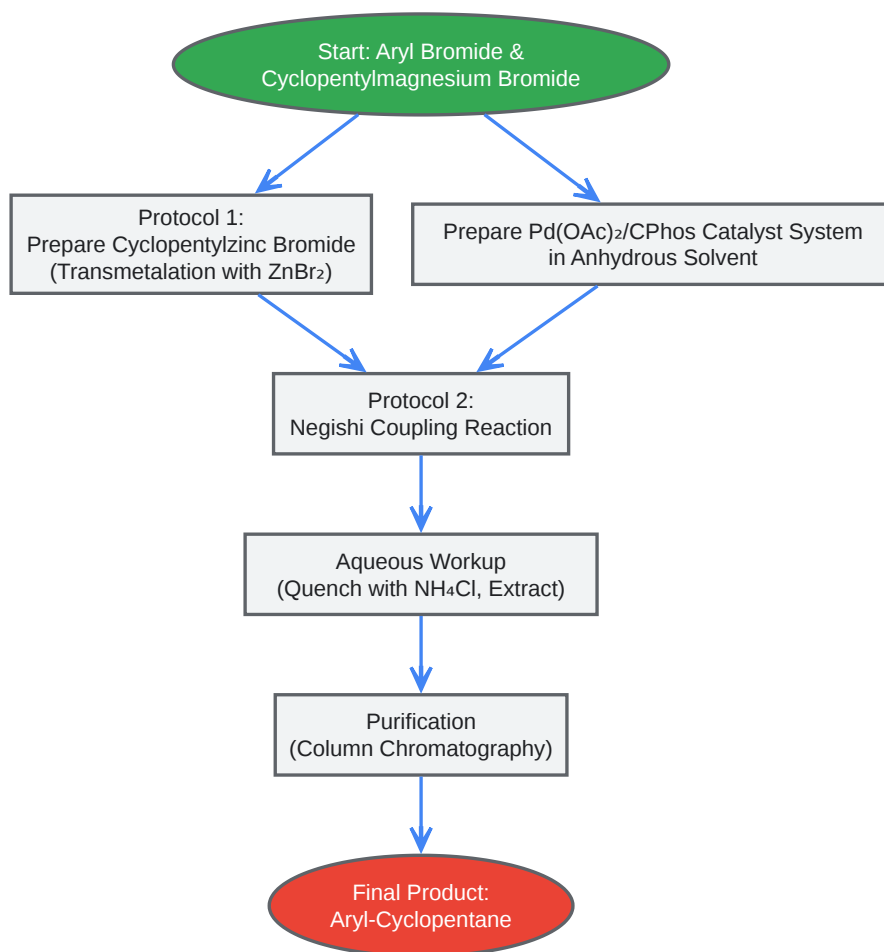 Start: Aryl Bromide &
Cyclopentylmagnesium Bromide
Protocol 1:
Prepare Cyclopentylzinc Bromide
(Transmetalation with ZnBr₂)
Prepare Pd(OAc)₂/CPhos Catalyst System
in Anhydrous Solvent
Protocol 2:
Negishi Coupling Reaction
Aqueous Workup
(Quench with NH₄Cl, Extract)
Purification
(Column Chromatography)
Final Product:
Aryl-Cyclopentane